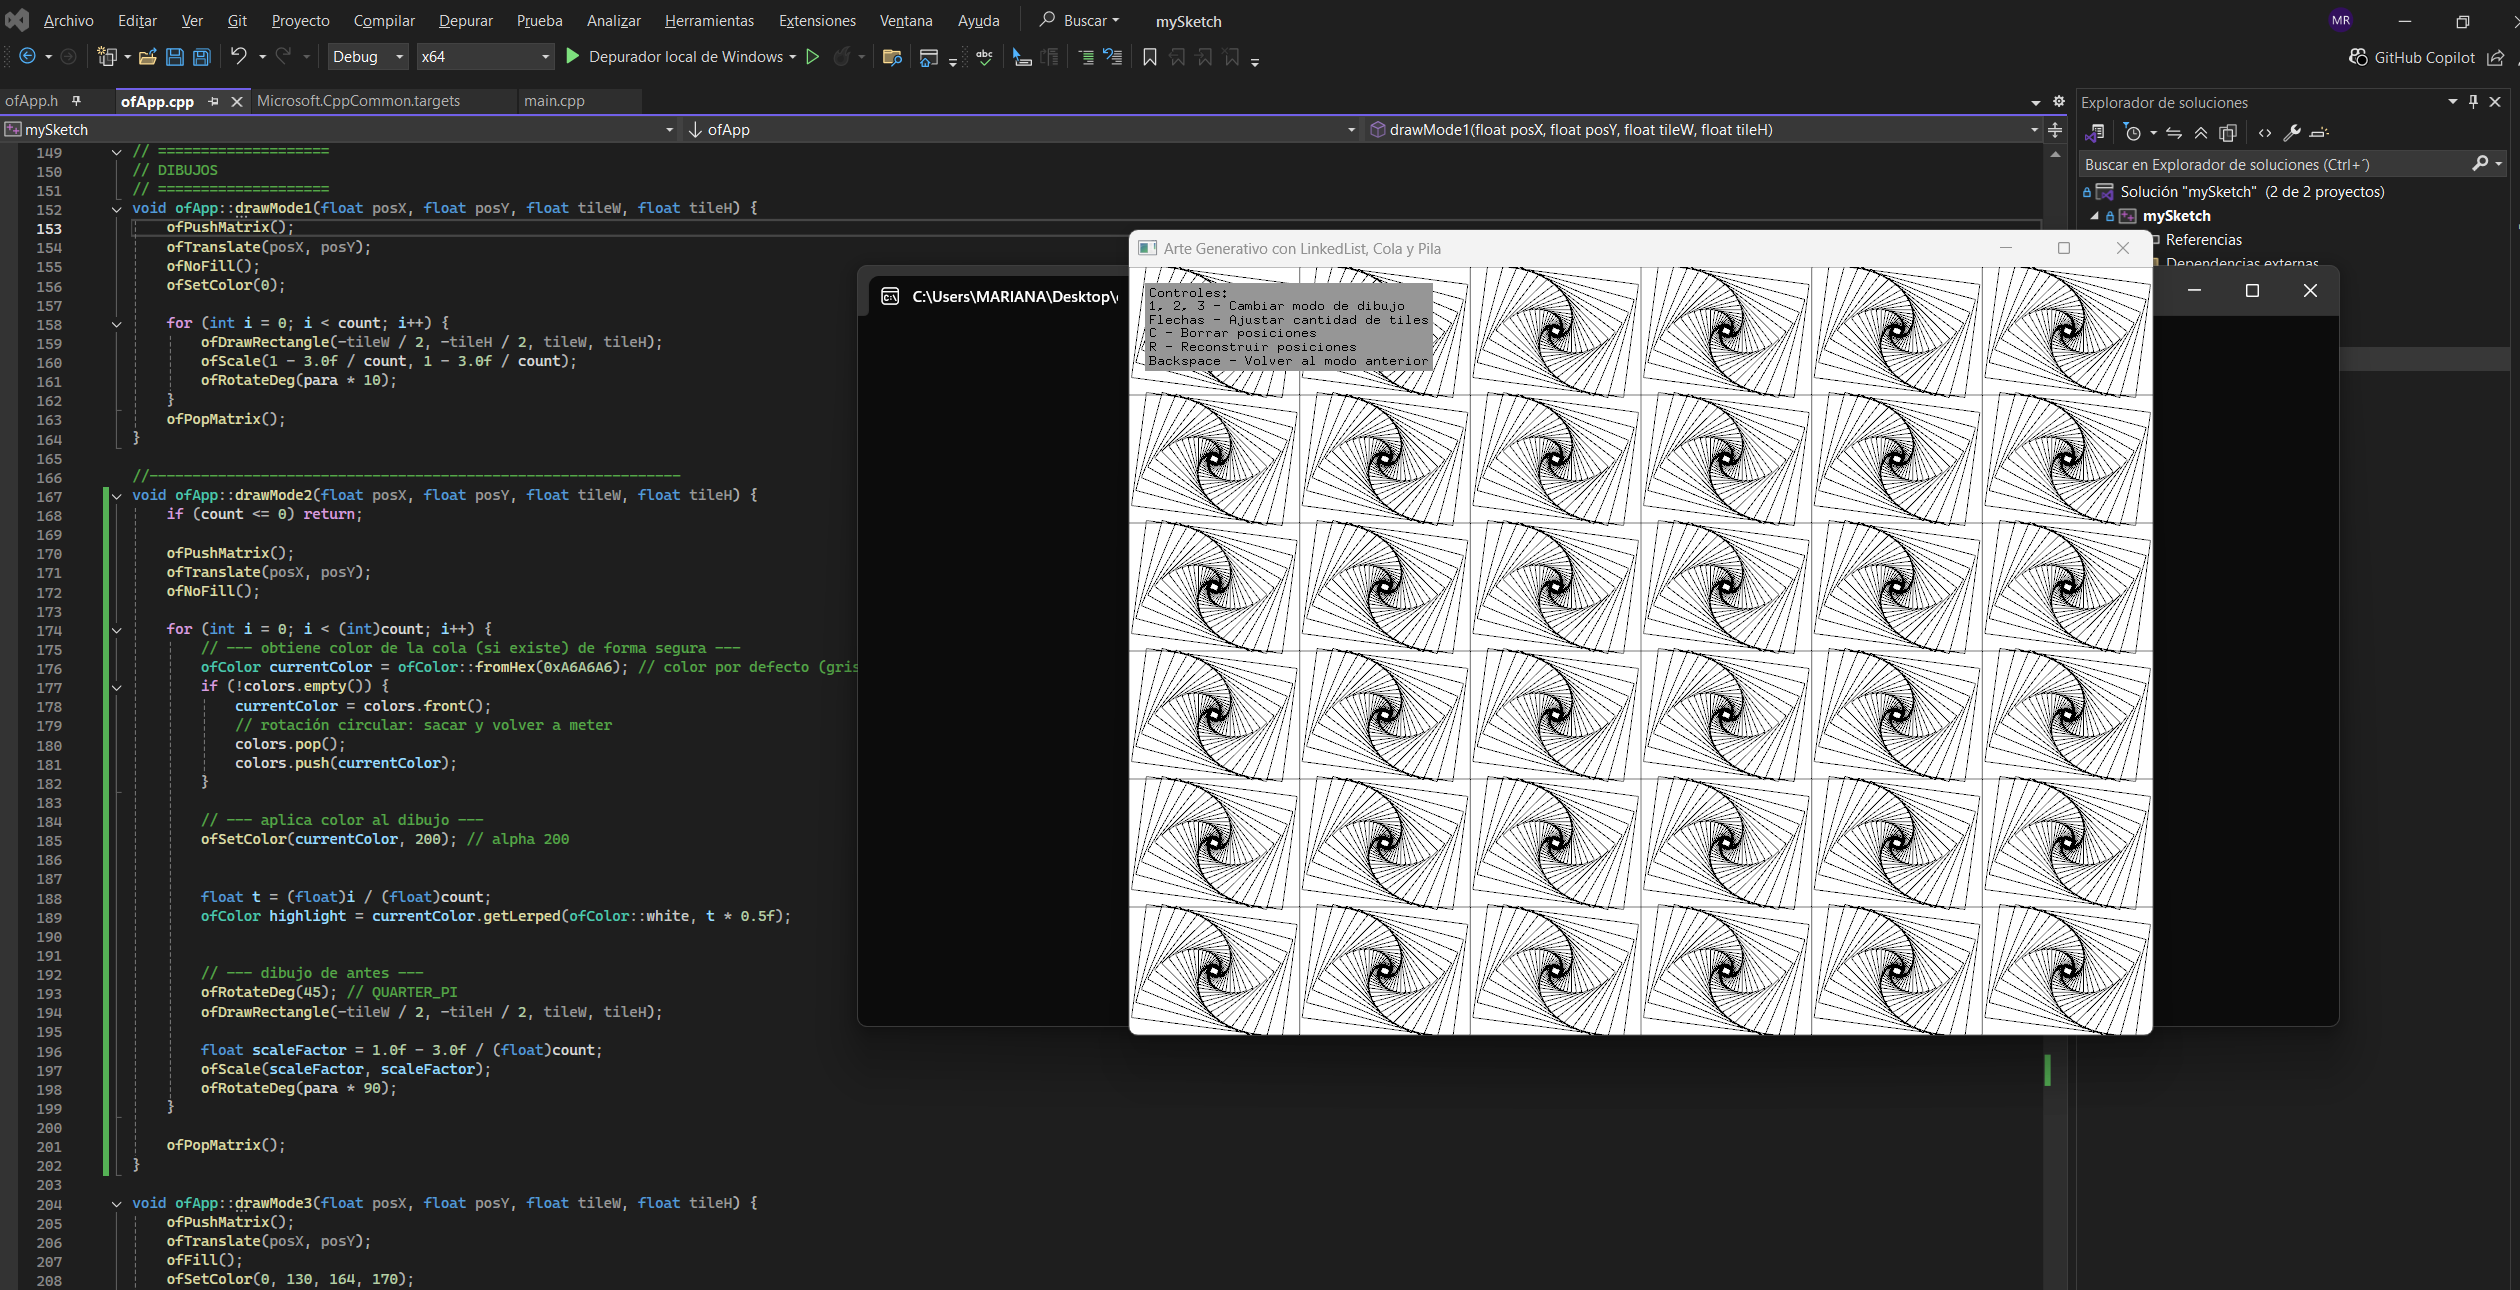 Archivo Editar Ver Git Proyecto Compilar Depurar Prueba Analizar Herramientas Extensiones Ventana Ayuda Buscar mySketch MR
Debug x64 Depurador local de Windows GitHub Copilot
ofApp.h ofApp.cpp Microsoft.CppCommon.targets main.cpp
mySketch ofApp drawMode1(float posX, float posY, float tileW, float tileH)
149 // ====================
150 // DIBUJOS
151 // ====================
152 void ofApp::drawMode1(float posX, float posY, float tileW, float tileH) {
153 ofPushMatrix();
154 ofTranslate(posX, posY);
155 ofNoFill();
156 ofSetColor(0);
157
158 for (int i = 0; i < count; i++) {
159 ofDrawRectangle(-tileW / 2, -tileH / 2, tileW, tileH);
160 ofScale(1 - 3.0f / count, 1 - 3.0f / count);
161 ofRotateDeg(para * 10);
162 }
163 ofPopMatrix();
164 }
165
166 //--------------------------------------------------------------
167 void ofApp::drawMode2(float posX, float posY, float tileW, float tileH) {
168 if (count <= 0) return;
169
170 ofPushMatrix();
171 ofTranslate(posX, posY);
172 ofNoFill();
173
174 for (int i = 0; i < (int)count; i++) {
175 // --- obtiene color de la cola (si existe) de forma segura ---
176 ofColor currentColor = ofColor::fromHex(0xA6A6A6); // color por defecto (gris
177 if (!colors.empty()) {
178 currentColor = colors.front();
179 // rotación circular: sacar y volver a meter
180 colors.pop();
181 colors.push(currentColor);
182 }
183
184 // --- aplica color al dibujo ---
185 ofSetColor(currentColor, 200); // alpha 200
186
187
188 float t = (float)i / (float)count;
189 ofColor highlight = currentColor.getLerped(ofColor::white, t * 0.5f);
190
191
192 // --- dibujo de antes ---
193 ofRotateDeg(45); // QUARTER_PI
194 ofDrawRectangle(-tileW / 2, -tileH / 2, tileW, tileH);
195
196 float scaleFactor = 1.0f - 3.0f / (float)count;
197 ofScale(scaleFactor, scaleFactor);
198 ofRotateDeg(para * 90);
199 }
200
201 ofPopMatrix();
202 }
203
204 void ofApp::drawMode3(float posX, float posY, float tileW, float tileH) {
205 ofPushMatrix();
206 ofTranslate(posX, posY);
207 ofFill();
208 ofSetColor(0, 130, 164, 170);
C:\Users\MARIANA\Desktop\
Arte Generativo con LinkedList, Cola y Pila
Controles:
1, 2, 3 - Cambiar modo de dibujo
Flechas - Ajustar cantidad de tiles
C - Borrar posiciones
R - Reconstruir posiciones
Backspace - Volver al modo anterior
Explorador de soluciones
Buscar en Explorador de soluciones (Ctrl+´)
Solución "mySketch" (2 de 2 proyectos)
mySketch
Referencias
Dependencias externas